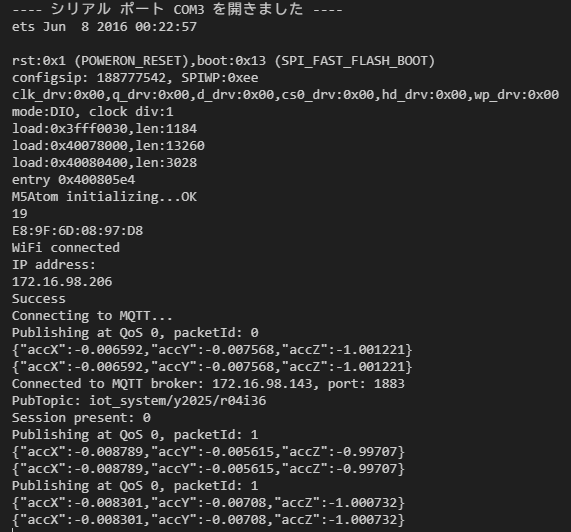 ---- シリアル ポート COM3 を開きました ----
ets Jun  8 2016 00:22:57

rst:0x1 (POWERON_RESET),boot:0x13 (SPI_FAST_FLASH_BOOT)
configsip: 188777542, SPIWP:0xee
clk_drv:0x00,q_drv:0x00,d_drv:0x00,cs0_drv:0x00,hd_drv:0x00,wp_drv:0x00
mode:DIO, clock div:1
load:0x3fff0030,len:1184
load:0x40078000,len:13260
load:0x40080400,len:3028
entry 0x400805e4
M5Atom initializing...OK
19
E8:9F:6D:08:97:D8
WiFi connected
IP address:
172.16.98.206
Success
Connecting to MQTT...
Publishing at QoS 0, packetId: 0
{"accX":-0.006592,"accY":-0.007568,"accZ":-1.001221}
{"accX":-0.006592,"accY":-0.007568,"accZ":-1.001221}
Connected to MQTT broker: 172.16.98.143, port: 1883
PubTopic: iot_system/y2025/r04i36
Session present: 0
Publishing at QoS 0, packetId: 1
{"accX":-0.008789,"accY":-0.005615,"accZ":-0.99707}
{"accX":-0.008789,"accY":-0.005615,"accZ":-0.99707}
Publishing at QoS 0, packetId: 1
{"accX":-0.008301,"accY":-0.00708,"accZ":-1.000732}
{"accX":-0.008301,"accY":-0.00708,"accZ":-1.000732}